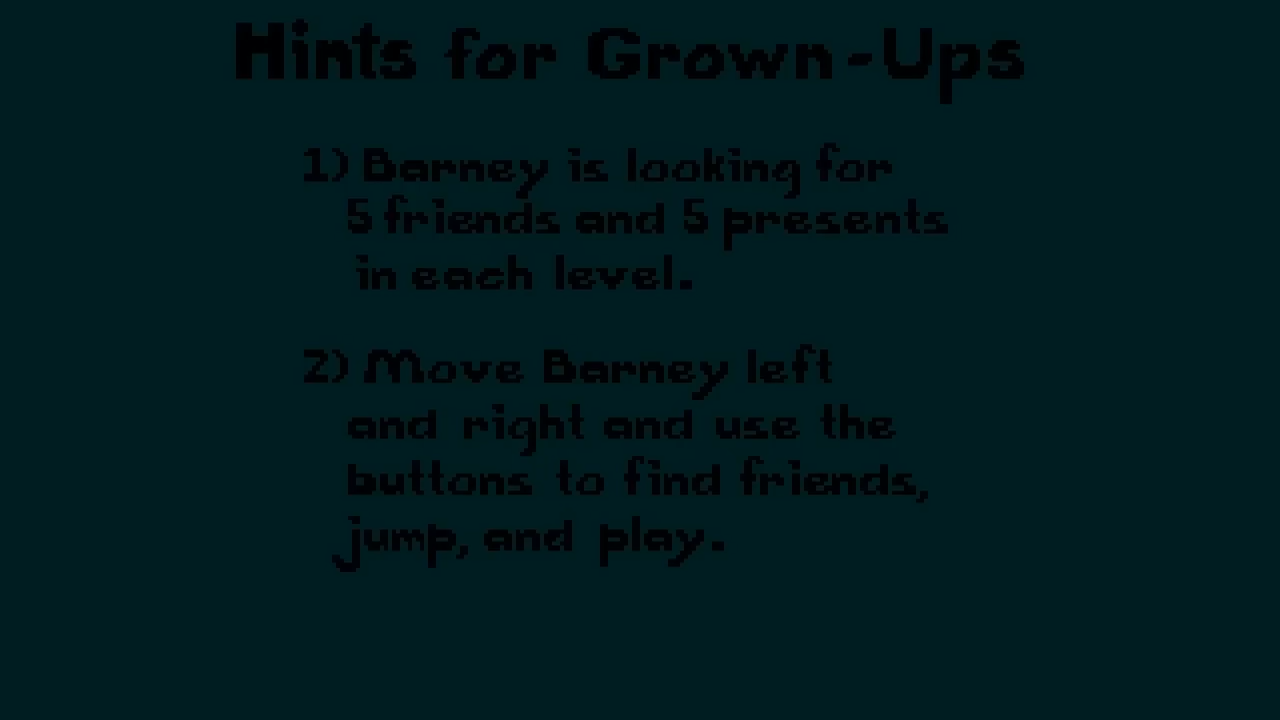 Hints for Grown-Ups
1) Barney is looking for
5 friends and 5 presents
in each level.
2) Move Barney left
and right and use the
buttons to find friends,
jump, and play.